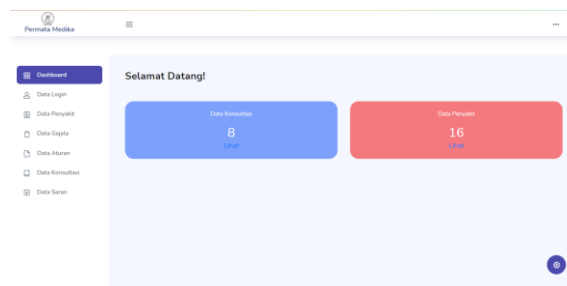 Permata Medika
Dashboard
Data Login
Data Penyakit
Data Gejala
Data Aturan
Data Konsultasi
Data Saran
Selamat Datang!
Data Konsultasi
8
Lihat
Data Penyakit
16
Lihat